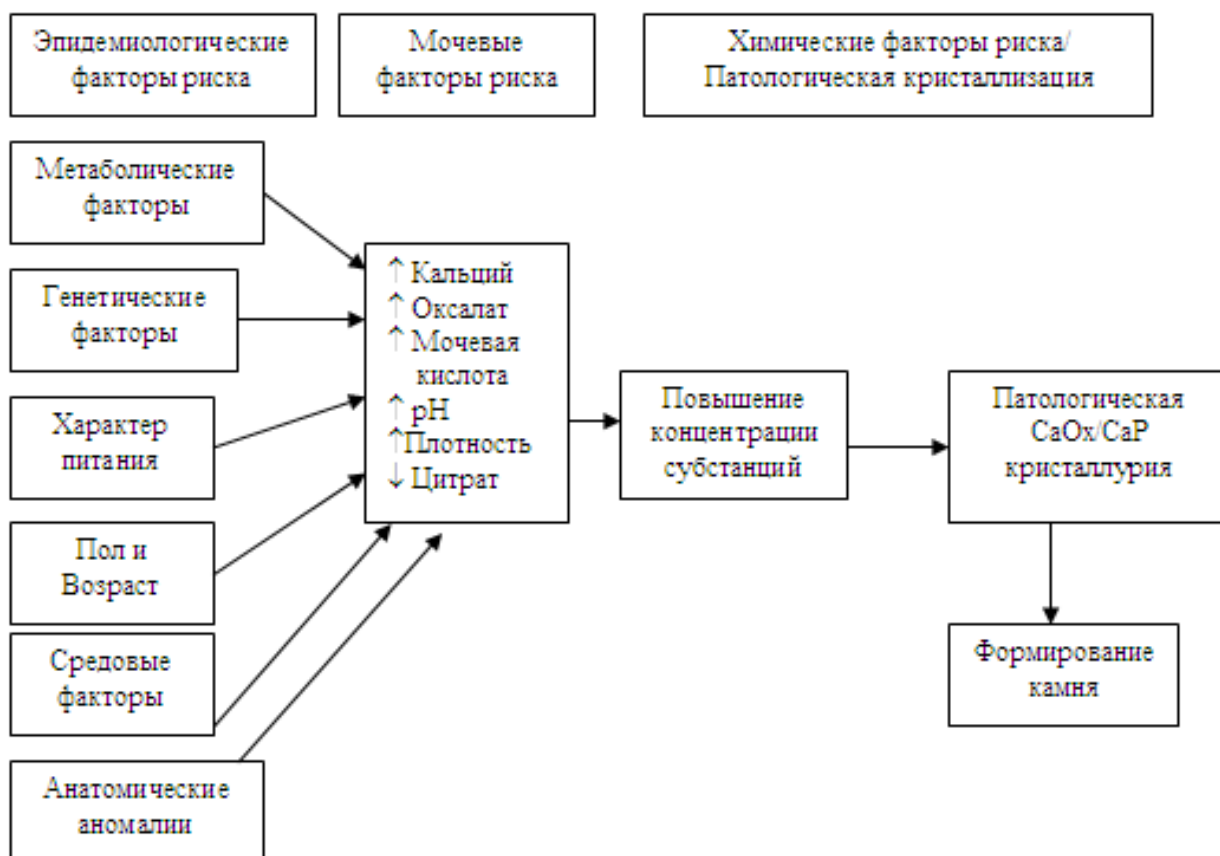 Эпидемиологические
факторы риска
Мочевые
факторы риска
Химические факторы риска/
Патологическая кристаллизация
Метаболические
факторы
Генетические
факторы
Характер
питания
Пол и
Возраст
Средовые
факторы
Анатомические
аномалии
↑ Кальций
↑ Оксалат
↑ Мочевая
кислота
↑ pH
↑Плотность
↓ Цитрат
Повышение
концентрации
субстанций
Патологическая
CaOx/CaP
кристаллурия
Формирование
камня